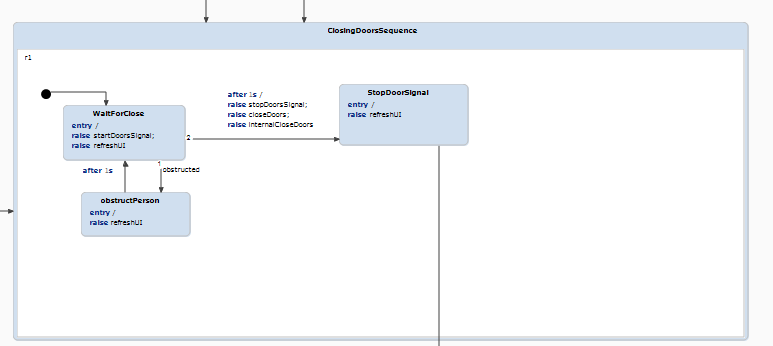 ClosingDoorsSequence
r1
WaitForClose
entry /
raise startDoorsSignal;
raise refreshUI
after 1s /
raise stopDoorsSignal;
raise closeDoors;
raise internalCloseDoors
2
StopDoorSignal
entry /
raise refreshUI
after 1s
1
obstructed
obstructPerson
entry /
raise refreshUI